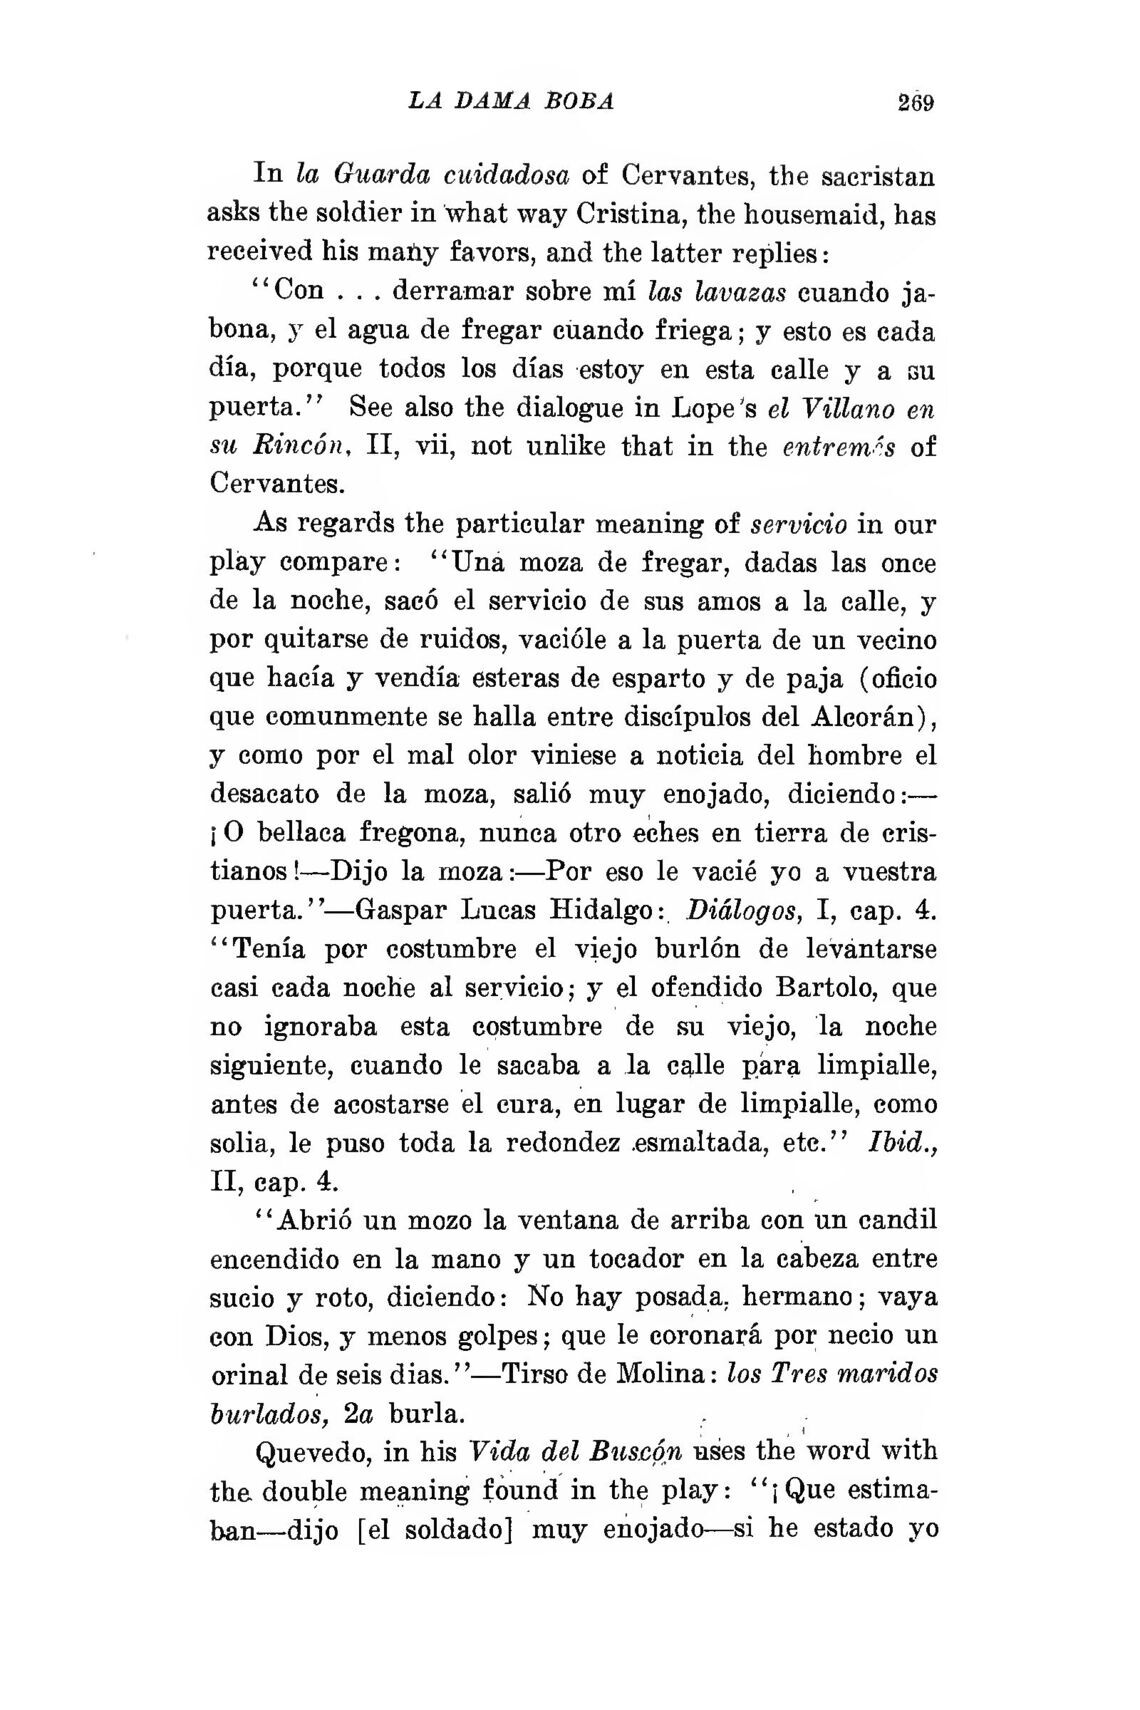 LA DAMA BOBA 269
In la Guarda cuidadosa of Cervantes, the sacristan
asks the soldier in what way Cristina, the housemaid, has
received his many favors, and the latter replies:
“Con . . . derramar sobre mí las lavazas cuando ja-
bona, y el agua de fregar cuando friega; y esto es cada
día, porque todos los días estoy en esta calle y a su
puerta.” See also the dialogue in Lope's el Villano en
su Rincón, II, vii, not unlike that in the entremés of
Cervantes.
As regards the particular meaning of servicio in our
play compare: “Una moza de fregar, dadas las once
de la noche, sacó el servicio de sus amos a la calle, y
por quitarse de ruidos, vacióle a la puerta de un vecino
que hacía y vendía esteras de esparto y de paja (oficio
que comunmente se halla entre discípulos del Alcorán),
y como por el mal olor viniese a noticia del hombre el
desacato de la moza, salió muy enojado, diciendo:—
¡O bellaca fregona, nunca otro eches en tierra de cris-
tianos!—Dijo la moza:—Por eso le vacié yo a vuestra
puerta.”—Gaspar Lucas Hidalgo: Diálogos, I, cap. 4.
“Tenía por costumbre el viejo burlón de levantarse
casi cada noche al servicio; y el ofendido Bartolo, que
no ignoraba esta costumbre de su viejo, la noche
siguiente, cuando le sacaba a la calle para limpialle,
antes de acostarse el cura, en lugar de limpialle, como
solia, le puso toda la redondez esmaltada, etc.” Ibid.,
II, cap. 4.
“Abrió un mozo la ventana de arriba con un candil
encendido en la mano y un tocador en la cabeza entre
sucio y roto, diciendo: No hay posada, hermano; vaya
con Dios, y menos golpes; que le coronará por necio un
orinal de seis dias.”—Tirso de Molina: los Tres maridos
burlados, 2a burla.
Quevedo, in his Vida del Buscón uses the word with
the double meaning found in the play: “¡Que estima-
ban—dijo [el soldado] muy enojado—si he estado yo